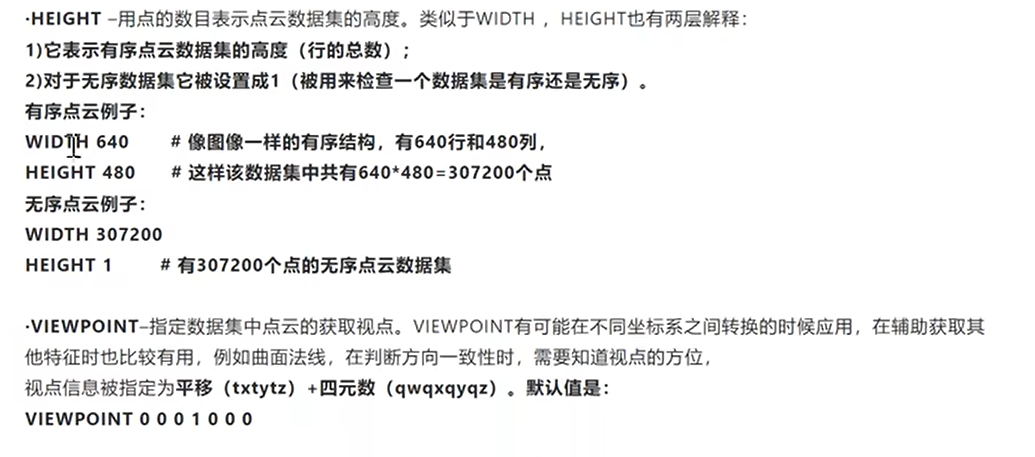 ·HEIGHT –用点的数目表示点云数据集的高度。类似于WIDTH ，HEIGHT也有两层解释：
1)它表示有序点云数据集的高度（行的总数）；
2)对于无序数据集它被设置成1（被用来检查一个数据集是有序还是无序）。
有序点云例子：
WIDTH 640 # 像图像一样的有序结构，有640行和480列，
HEIGHT 480 # 这样该数据集中共有640*480=307200个点
无序点云例子：
WIDTH 307200
HEIGHT 1 # 有307200个点的无序点云数据集
·VIEWPOINT–指定数据集中点云的获取视点。VIEWPOINT有可能在不同坐标系之间转换的时候应用，在辅助获取其
他特征时也比较有用，例如曲面法线，在判断方向一致性时，需要知道视点的方位，
视点信息被指定为平移（txtytz）+四元数（qwqxqyqz）。默认值是：
VIEWPOINT 0 0 0 1 0 0 0